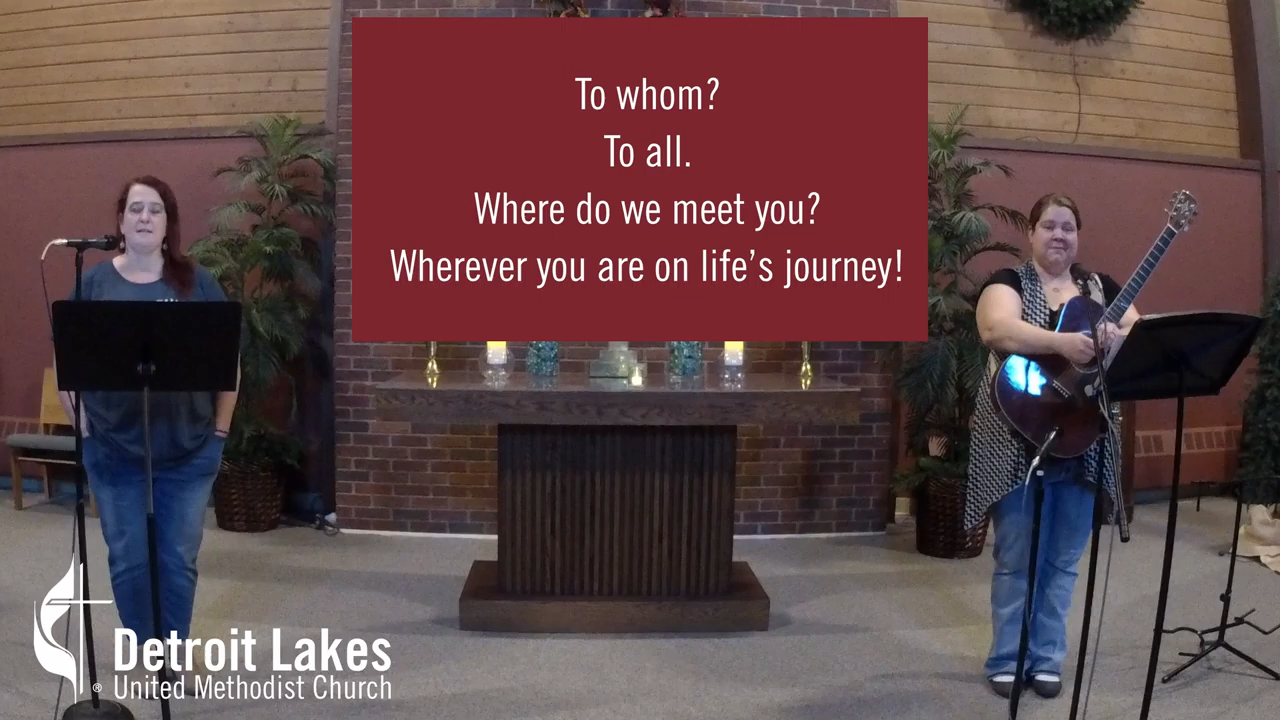 To whom?
To all.
Where do we meet you?
Wherever you are on life’s journey!
Detroit Lakes
® United Methodist Church